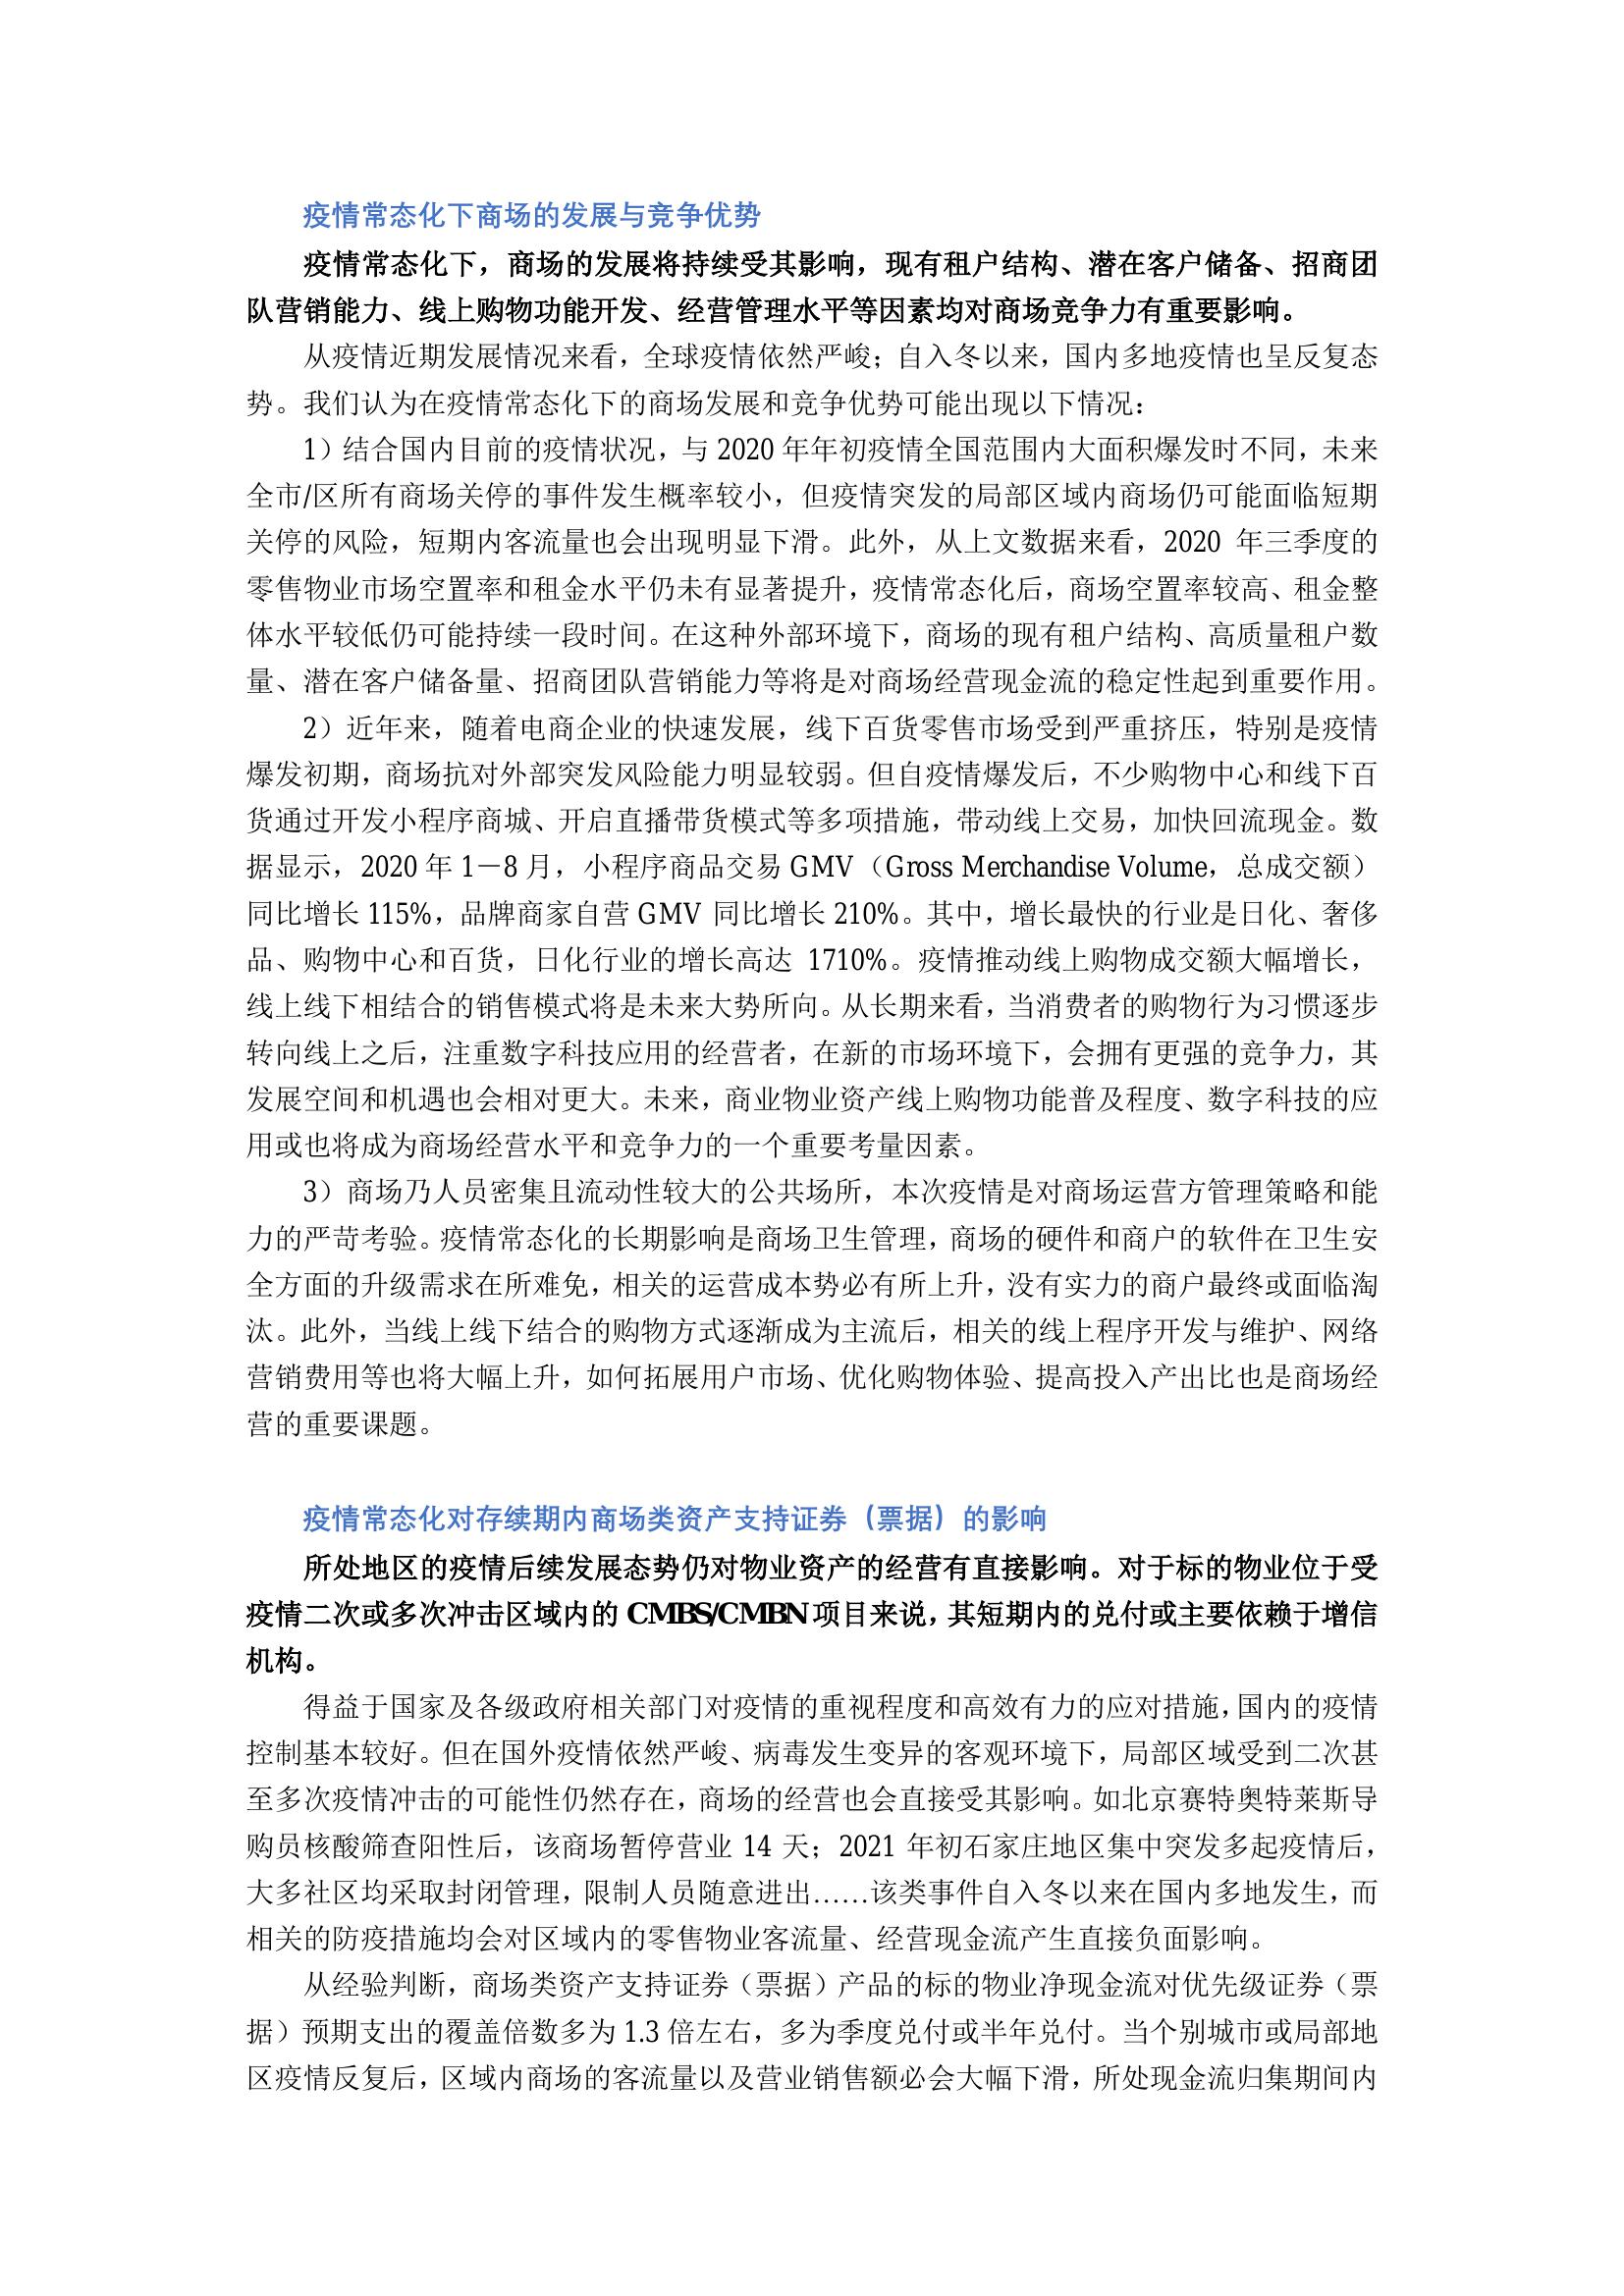 疫情常态化下商场的发展与竞争优势
疫情常态化下，商场的发展将持续受其影响，现有租户结构、潜在客户储备、招商团
队营销能力、线上购物功能开发、经营管理水平等因素均对商场竞争力有重要影响。
从疫情近期发展情况来看，全球疫情依然严峻；自入冬以来，国内多地疫情也呈反复态
势。我们认为在疫情常态化下的商场发展和竞争优势可能出现以下情况：
1）结合国内目前的疫情状况，与 2020 年年初疫情全国范围内大面积爆发时不同，未来
全市/区所有商场关停的事件发生概率较小，但疫情突发的局部区域内商场仍可能面临短期
关停的风险，短期内客流量也会出现明显下滑。此外，从上文数据来看，2020 年三季度的
零售物业市场空置率和租金水平仍未有显著提升，疫情常态化后，商场空置率较高、租金整
体水平较低仍可能持续一段时间。在这种外部环境下，商场的现有租户结构、高质量租户数
量、潜在客户储备量、招商团队营销能力等将是对商场经营现金流的稳定性起到重要作用。
2）近年来，随着电商企业的快速发展，线下百货零售市场受到严重挤压，特别是疫情
爆发初期，商场抗对外部突发风险能力明显较弱。但自疫情爆发后，不少购物中心和线下百
货通过开发小程序商城、开启直播带货模式等多项措施，带动线上交易，加快回流现金。数
据显示，2020 年 1—8 月，小程序商品交易 GMV（Gross Merchandise Volume，总成交额）
同比增长 115%，品牌商家自营 GMV 同比增长 210%。其中，增长最快的行业是日化、奢侈
品、购物中心和百货，日化行业的增长高达 1710%。疫情推动线上购物成交额大幅增长，
线上线下相结合的销售模式将是未来大势所向。从长期来看，当消费者的购物行为习惯逐步
转向线上之后，注重数字科技应用的经营者，在新的市场环境下，会拥有更强的竞争力，其
发展空间和机遇也会相对更大。未来，商业物业资产线上购物功能普及程度、数字科技的应
用或也将成为商场经营水平和竞争力的一个重要考量因素。
3）商场乃人员密集且流动性较大的公共场所，本次疫情是对商场运营方管理策略和能
力的严苛考验。疫情常态化的长期影响是商场卫生管理，商场的硬件和商户的软件在卫生安
全方面的升级需求在所难免，相关的运营成本势必有所上升，没有实力的商户最终或面临淘
汰。此外，当线上线下结合的购物方式逐渐成为主流后，相关的线上程序开发与维护、网络
营销费用等也将大幅上升，如何拓展用户市场、优化购物体验、提高投入产出比也是商场经
营的重要课题。
疫情常态化对存续期内商场类资产支持证券（票据）的影响
所处地区的疫情后续发展态势仍对物业资产的经营有直接影响。对于标的物业位于受
疫情二次或多次冲击区域内的 CMBS/CMBN 项目来说，其短期内的兑付或主要依赖于增信
机构。
得益于国家及各级政府相关部门对疫情的重视程度和高效有力的应对措施，国内的疫情
控制基本较好。但在国外疫情依然严峻、病毒发生变异的客观环境下，局部区域受到二次甚
至多次疫情冲击的可能性仍然存在，商场的经营也会直接受其影响。如北京赛特奥特莱斯导
购员核酸筛查阳性后，该商场暂停营业 14 天；2021 年初石家庄地区集中突发多起疫情后，
大多社区均采取封闭管理，限制人员随意进出……该类事件自入冬以来在国内多地发生，而
相关的防疫措施均会对区域内的零售物业客流量、经营现金流产生直接负面影响。
从经验判断，商场类资产支持证券（票据）产品的标的物业净现金流对优先级证券（票
据）预期支出的覆盖倍数多为 1.3 倍左右，多为季度兑付或半年兑付。当个别城市或局部地
区疫情反复后，区域内商场的客流量以及营业销售额必会大幅下滑，所处现金流归集期间内